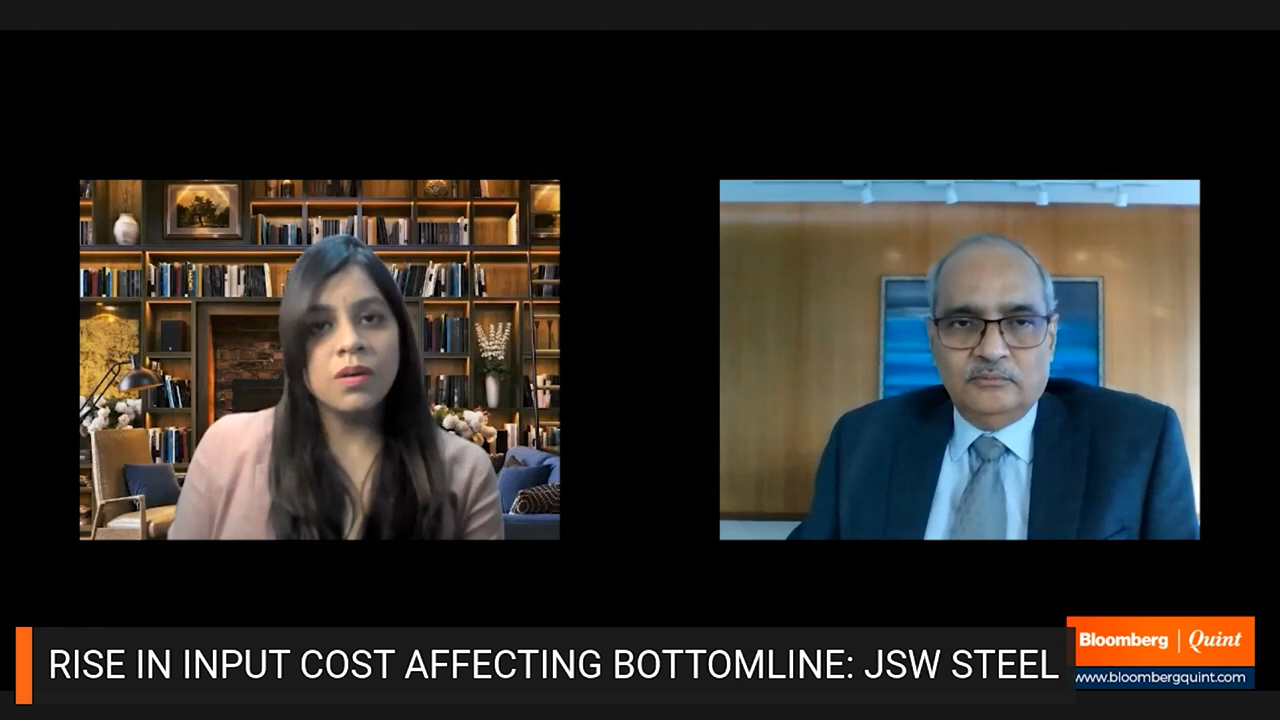 RISE IN INPUT COST AFFECTING BOTTOMLINE: JSW STEEL
Bloomberg | Quint
www.bloombergquint.com